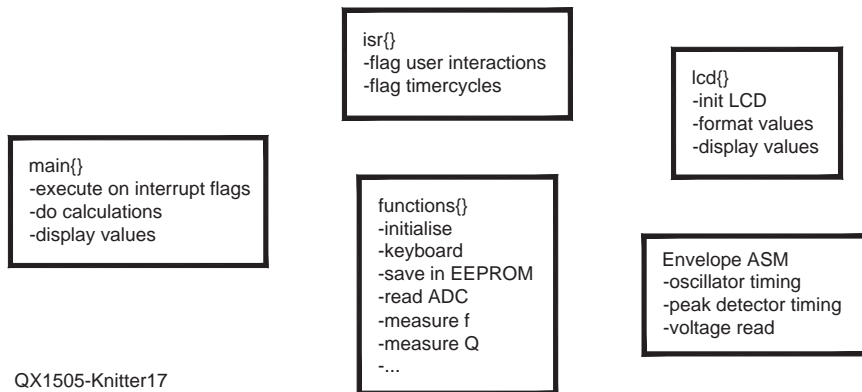 isr{}
-flag user interactions
-flag timercycles
lcd{}
-init LCD
-format values
-display values
main{}
-execute on interrupt flags
-do calculations
-display values
functions{}
-initialise
-keyboard
-save in EEPROM
-read ADC
-measure f
-measure Q
-...
Envelope ASM
-oscillator timing
-peak detector timing
-voltage read
QX1505-Knitter17